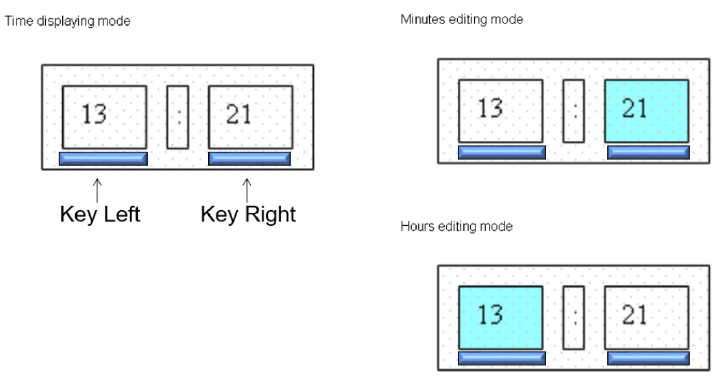 Time displaying mode
13 : 21
Key Left Key Right
Minutes editing mode
13 : 21
Hours editing mode
13 : 21